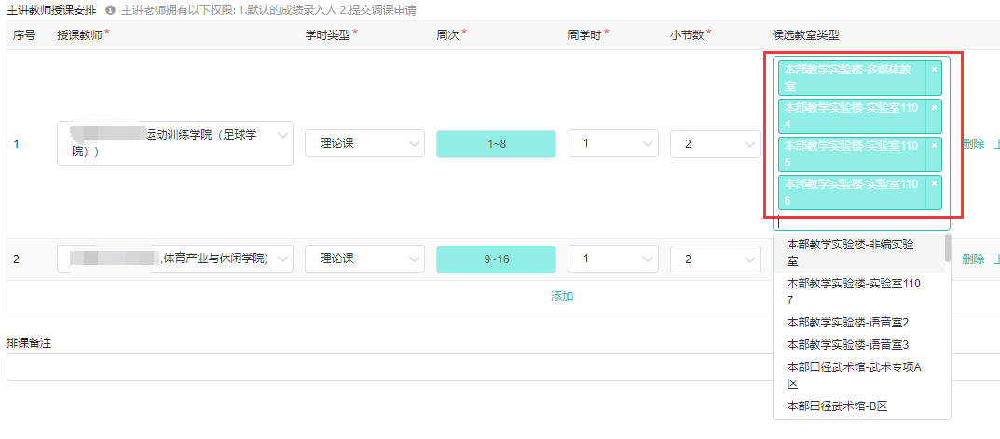 主讲教师授课安排 主讲老师拥有以下权限: 1.默认的成绩录入人 2.提交调课申请
序号 授课教师* 学时类型* 周次* 周学时* 小节数* 候选教室类型
1 运动训练学院（足球学
院））
理论课 1~8 1 2
本部教学实验楼-多媒体教
室 ×
本部教学实验楼-实验室110
4 ×
本部教学实验楼-实验室110
5 ×
本部教学实验楼-实验室110
6 ×
删除 上
2 ,体育产业与休闲学院） 理论课 9~16 1 2 删除 上
本部教学实验楼-非编实验
室
本部教学实验楼-实验室110
7
本部教学实验楼-语音室2
本部教学实验楼-语音室3
本部田径武术馆-武术专项A
区
本部田径武术馆-B区
添加
排课备注